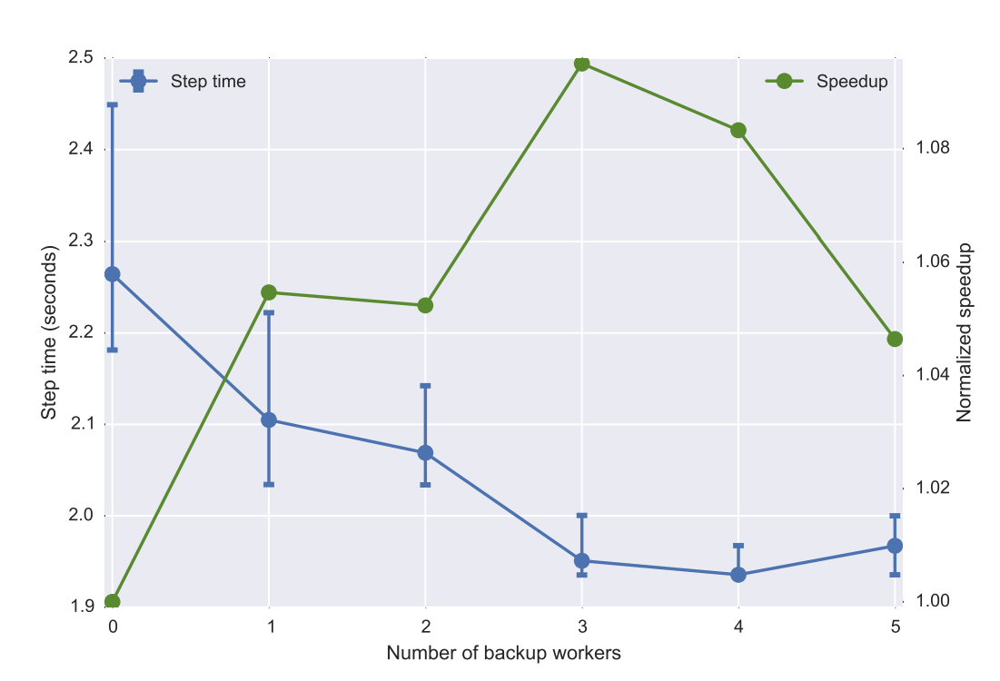 Step time
Speedup
2.5
2.4
2.3
2.2
2.1
2.0
1.9
Step time (seconds)
1.08
1.06
1.04
1.02
1.00
Normalized speedup
0 1 2 3 4 5
Number of backup workers